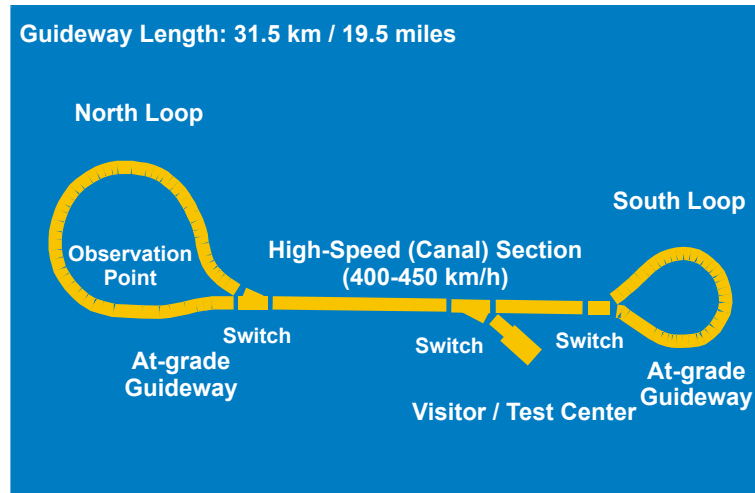 Guideway Length: 31.5 km / 19.5 miles
North Loop
South Loop
Observation
Point
High-Speed (Canal) Section
(400-450 km/h)
Switch
Switch
Switch
At-grade
Guideway
At-grade
Guideway
Visitor / Test Center